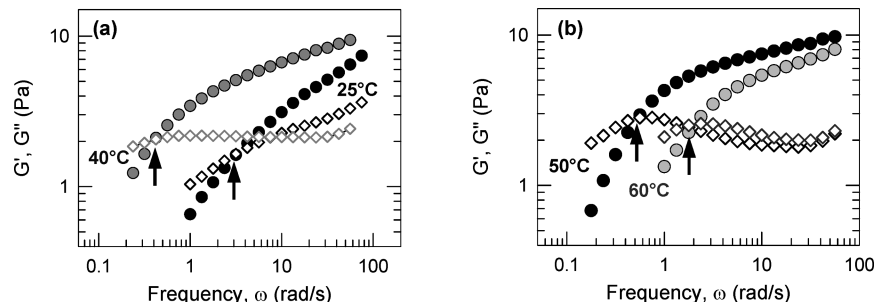 (a)
10
1
G', G" (Pa)
25°C
40°C
0.1 1 10 100
Frequency, ω (rad/s)
(b)
10
1
G', G" (Pa)
50°C
60°C
0.1 1 10 100
Frequency, ω (rad/s)